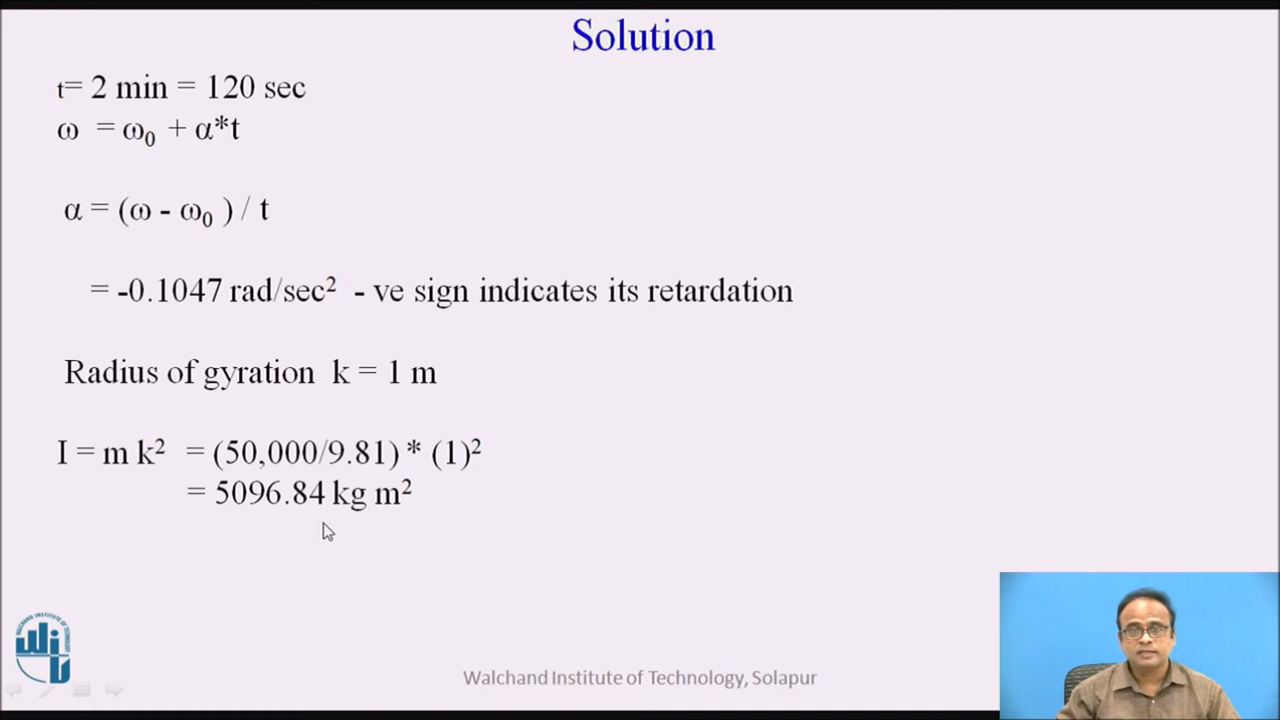 Solution
t= 2 min = 120 sec
ω = ω₀ + α*t
α = (ω - ω₀ ) / t
= -0.1047 rad/sec² - ve sign indicates its retardation
Radius of gyration k = 1 m
I = m k² = (50,000/9.81) * (1)²
= 5096.84 kg m²
Walchand Institute of Technology, Solapur